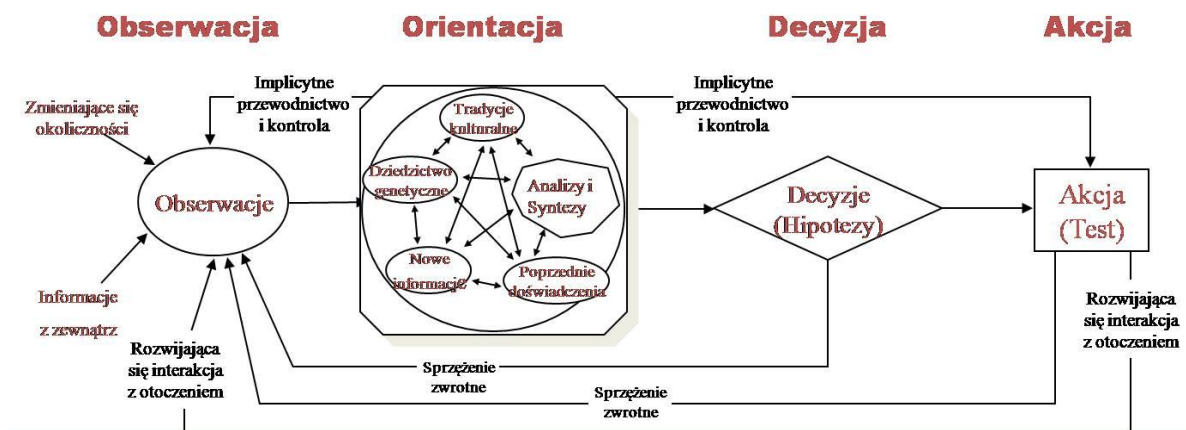 Obserwacja
Orientacja
Decyzja
Akcja
Zmieniające się
okoliczności
Implicytne
przewodnictwo
i kontrola
Tradycje
kulturalne
Implicytne
przewodnictwo
i kontrola
Obserwacje
Dziedzictwo
genetyczne
Analizy i
Syntezy
Decyzje
(Hipotezy)
Akcja
(Test)
Nowe
informacje
Poprzednie
doświadczenia
Informacje
z zewnątrz
Rozwijająca
się interakcja
z otoczeniem
Sprzężenie
zwrotne
Sprzężenie
zwrotne
Rozwijająca
się interakcja
z otoczeniem